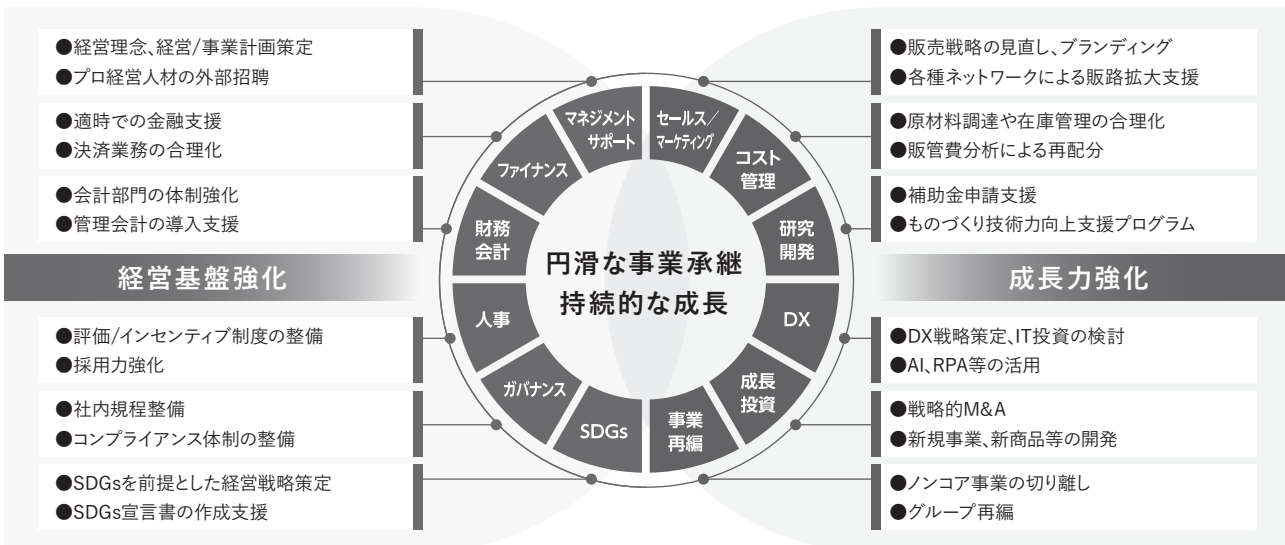 ●経営理念、経営/事業計画策定
●プロ経営人材の外部招聘
●適時での金融支援
●決済業務の合理化
●会計部門の体制強化
●管理会計の導入支援
経営基盤強化
●評価/インセンティブ制度の整備
●採用力強化
●社内規程整備
●コンプライアンス体制の整備
●SDGsを前提とした経営戦略策定
●SDGs宣言書の作成支援
マネジメント
サポート
ファイナンス
財務
会計
人事
ガバナンス
SDGs
円滑な事業承継
持続的な成長
セールス/
マーケティング
コスト
管理
研究
開発
DX
成長
投資
事業
再編
●販売戦略の見直し、ブランディング
●各種ネットワークによる販路拡大支援
●原材料調達や在庫管理の合理化
●販管費分析による再配分
●補助金申請支援
●ものづくり技術力向上支援プログラム
成長力強化
●DX戦略策定、IT投資の検討
●AI、RPA等の活用
●戦略的M&A
●新規事業、新商品等の開発
●ノンコア事業の切り離し
●グループ再編